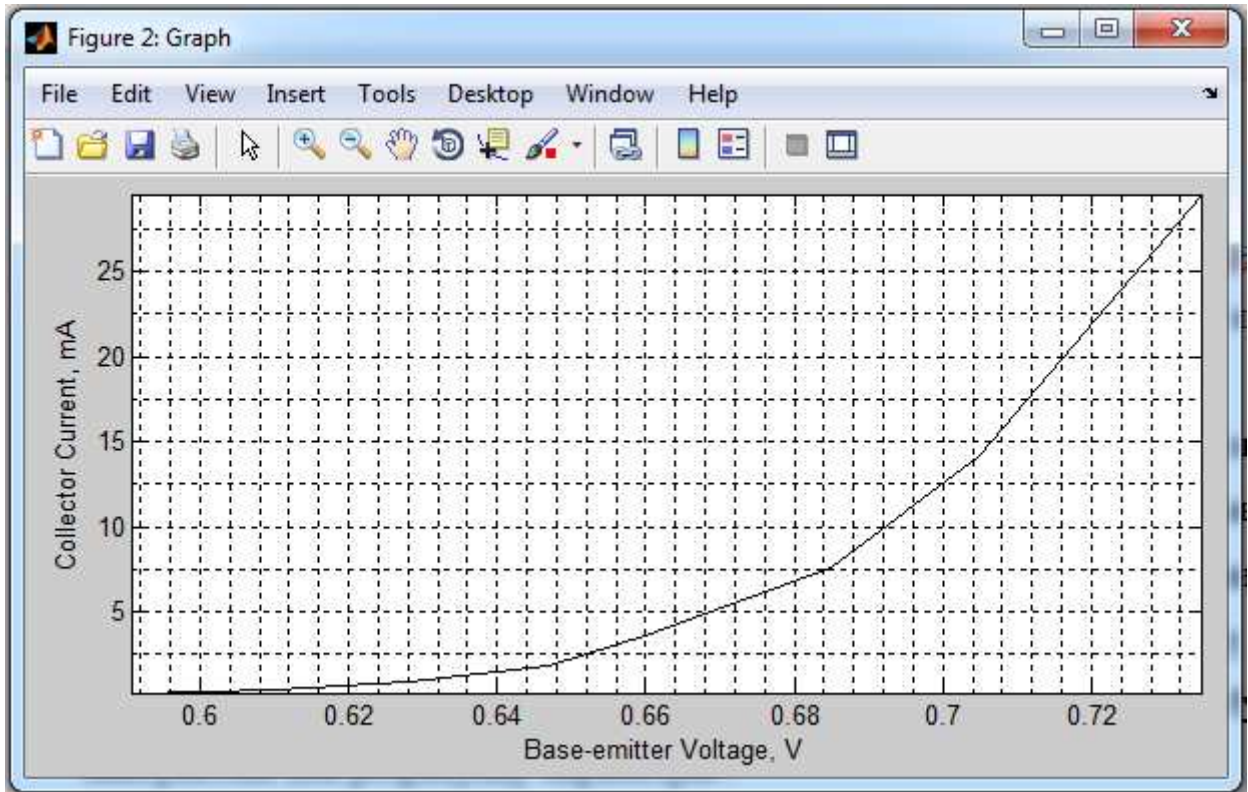 Figure 2: Graph
File Edit View Insert Tools Desktop Window Help
25
20
15
10
5
Collector Current, mA
0.6 0.62 0.64 0.66 0.68 0.7 0.72
Base-emitter Voltage, V